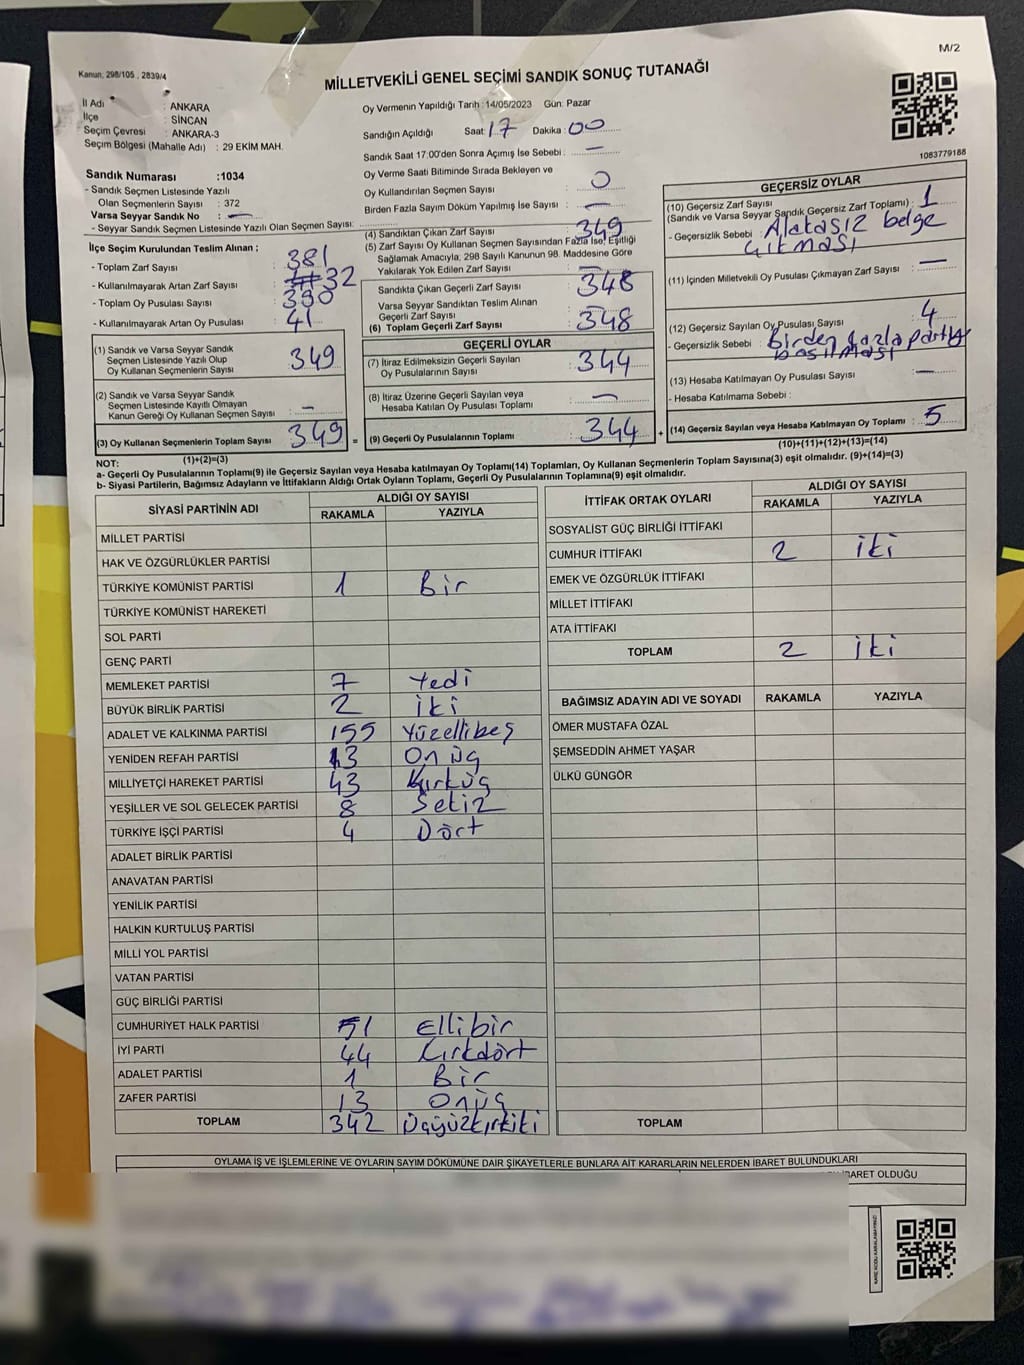 M/2
Kanun, 298/105 , 2839/4
MİLLETVEKİLİ GENEL SEÇİMİ SANDIK SONUÇ TUTANAĞI
İl Adı : ANKARA
İlçe : SİNCAN
Seçim Çevresi : ANKARA-3
Seçim Bölgesi (Mahalle Adı) : 29 EKİM MAH.
Sandık Numarası :1034
- Sandık Seçmen Listesinde Yazılı
Olan Seçmenlerin Sayısı : 372
Varsa Seyyar Sandık No : —
- Seyyar Sandık Seçmen Listesinde Yazılı Olan Seçmen Sayısı:
İlçe Seçim Kurulundan Teslim Alınan ;
- Toplam Zarf Sayısı : 381
- Kullanılmayarak Artan Zarf Sayısı : 32
- Toplam Oy Pusulası Sayısı : 390
- Kullanılmayarak Artan Oy Pusulası : 41
(1) Sandık ve Varsa Seyyar Sandık
Seçmen Listesinde Yazılı Olup
Oy Kullanan Seçmenlerin Sayısı : 349
(2) Sandık ve Varsa Seyyar Sandık
Seçmen Listesinde Kayıtlı Olmayan
Kanun Gereği Oy Kullanan Seçmen Sayısı : —
(3) Oy Kullanan Seçmenlerin Toplam Sayısı : 349 =
(1)+(2)=(3)
Oy Vermenin Yapıldığı Tarih :14/05/2023 Gün: Pazar
Sandığın Açıldığı Saat: 17 Dakika : 00
Sandık Saat 17:00'den Sonra Açımış İse Sebebi : —
Oy Verme Saati Bitiminde Sırada Bekleyen ve
Oy Kullandırılan Seçmen Sayısı : 0
Birden Fazla Sayım Döküm Yapılmış İse Sayısı : —
(4) Sandıktan Çıkan Zarf Sayısı : 349
(5) Zarf Sayısı Oy Kullanan Seçmen Sayısından Fazla İse, Eşitliği
Sağlamak Amacıyla, 298 Sayılı Kanunun 98. Maddesine Göre
Yakılarak Yok Edilen Zarf Sayısı : —
Sandıkta Çıkan Geçerli Zarf Sayısı : 348
Varsa Seyyar Sandıktan Teslim Alınan
Geçerli Zarf Sayısı : —
(6) Toplam Geçerli Zarf Sayısı : 348
GEÇERLİ OYLAR
(7) İtiraz Edilmeksizin Geçerli Sayılan
Oy Pusulasının Sayısı : 344
(8) İtiraz Üzerine Geçerli Sayılan veya
Hesaba Katılan Oy Pusulası Toplamı : —
(9) Geçerli Oy Pusulalarının Toplamı : 344 +
1083779188
GEÇERSİZ OYLAR
(10) Geçersiz Zarf Sayısı
(Sandık ve Varsa Seyyar Sandık Geçersiz Zarf Toplamı) : 1
- Geçersizlik Sebebi : Alakasız belge
çıkması
(11) İçinden Milletvekili Oy Pusulası Çıkmayan Zarf Sayısı : —
(12) Geçersiz Sayılan Oy Pusulası Sayısı : 4
- Geçersizlik Sebebi : Birden fazla partiye
basılması
(13) Hesaba Katılmayan Oy Pusulası Sayısı : —
- Hesaba Katılmama Sebebi :
(14) Geçersiz Sayılan veya Hesaba Katılmayan Oy Toplamı : 5
(10)+(11)+(12)+(13)=(14)
NOT:
a- Geçerli Oy Pusulalarının Toplamı(9) ile Geçersiz Sayılan veya Hesaba katılmayan Oy Toplamı(14) Toplamları, Oy Kullanan Seçmenlerin Toplam Sayısına(3) eşit olmalıdır. (9)+(14)=(3)
b- Siyasi Partilerin, Bağımsız Adayların ve İttifakların Aldığı Ortak Oyların Toplamı, Geçerli Oy Pusulalarının Toplamına(9) eşit olmalıdır.
SİYASİ PARTİNİN ADI ALDIĞI OY SAYISI
RAKAMLA YAZIYLA
MİLLET PARTİSİ
HAK VE ÖZGÜRLÜKLER PARTİSİ
TÜRKİYE KOMÜNİST PARTİSİ 1 Bir
TÜRKİYE KOMÜNİST HAREKETİ
SOL PARTİ
GENÇ PARTİ
MEMLEKET PARTİSİ 7 Yedi
BÜYÜK BİRLİK PARTİSİ 2 İki
ADALET VE KALKINMA PARTİSİ 155 Yüzellibeş
YENİDEN REFAH PARTİSİ 13 On üç
MİLLİYETÇİ HAREKET PARTİSİ 43 Kırküç
YEŞİLLER VE SOL GELECEK PARTİSİ 8 Sekiz
TÜRKİYE İŞÇİ PARTİSİ 4 Dört
ADALET BİRLİK PARTİSİ
ANAVATAN PARTİSİ
YENİLİK PARTİSİ
HALKIN KURTULUŞ PARTİSİ
MİLLİ YOL PARTİSİ
VATAN PARTİSİ
GÜÇ BİRLİĞİ PARTİSİ
CUMHURİYET HALK PARTİSİ 51 Ellibir
İYİ PARTİ 44 Kırkdört
ADALET PARTİSİ 1 Bir
ZAFER PARTİSİ 13 Onüç
TOPLAM 342 Üçyüzkırkiki
İTTİFAK ORTAK OYLARI ALDIĞI OY SAYISI
RAKAMLA YAZIYLA
SOSYALİST GÜÇ BİRLİĞİ İTTİFAKI
CUMHUR İTTİFAKI 2 iki
EMEK VE ÖZGÜRLÜK İTTİFAKI
MİLLET İTTİFAKI
ATA İTTİFAKI
TOPLAM 2 iki
BAĞIMSIZ ADAYIN ADI VE SOYADI RAKAMLA YAZIYLA
ÖMER MUSTAFA ÖZAL
ŞEMSEDDİN AHMET YAŞAR
ÜLKÜ GÜNGÖR
TOPLAM
OYLAMA İŞ VE İŞLEMLERİNE VE OYLARIN SAYIM DÖKÜMÜNE DAİR ŞİKAYETLERLE BUNLARA AİT KARARLARIN NELERDEN İBARET BULUNDUKLARI
İBARET OLDUĞU